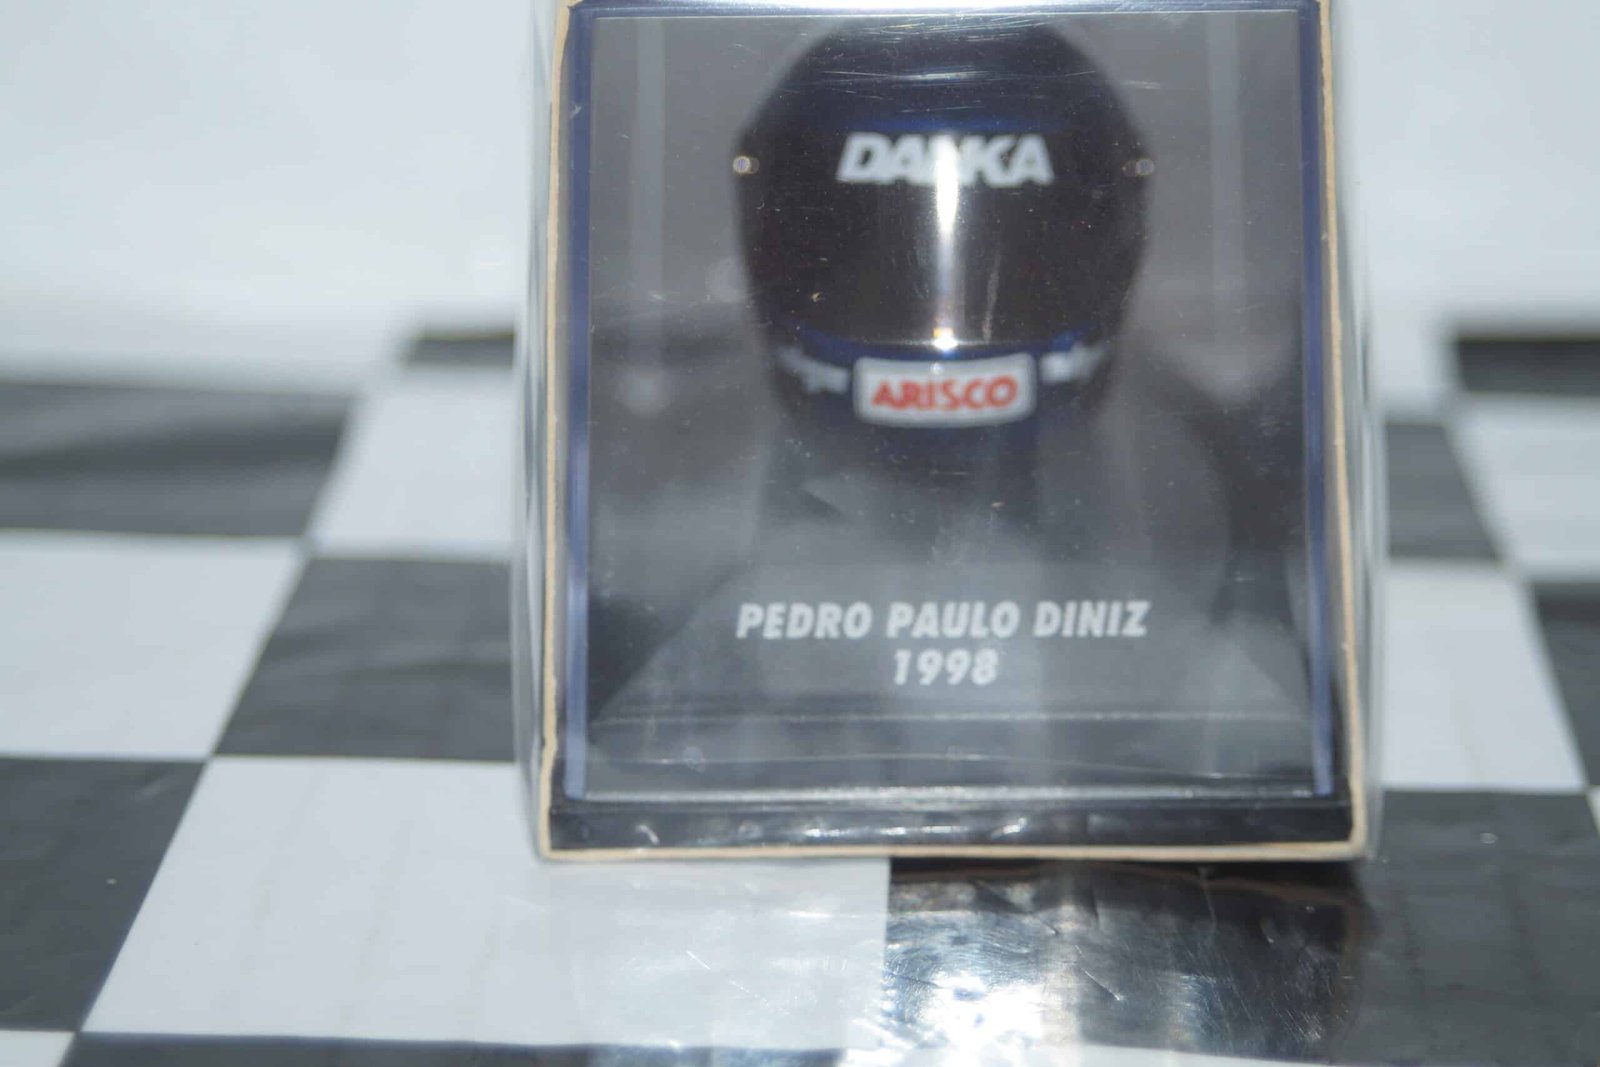 DANKA
ARISCO
PEDRO PAULO DINIZ
1998